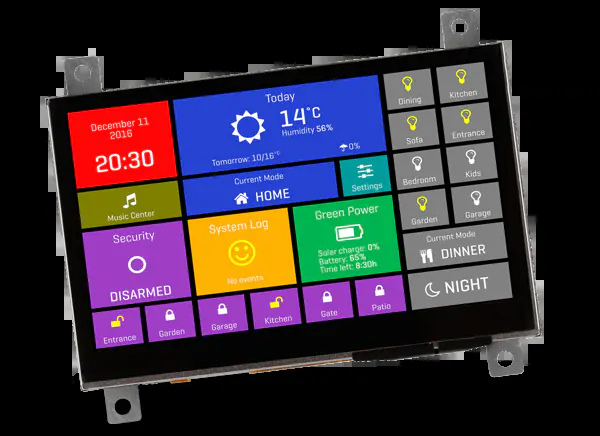 December 11
2016
20:30
Today
14°C
Humidity 56%
Tomorrow: 10/16°C
0%
Dining
Kitchen
Sofa
Entrance
Bedroom
Kids
Garden
Garage
Music Center
Current Mode
HOME
Settings
Security
DISARMED
System Log
No events
Green Power
Solar charge: 0%
Battery: 65%
Time left: 8:30h
Current Mode
DINNER
NIGHT
Entrance
Garden
Garage
Kitchen
Gate
Patio